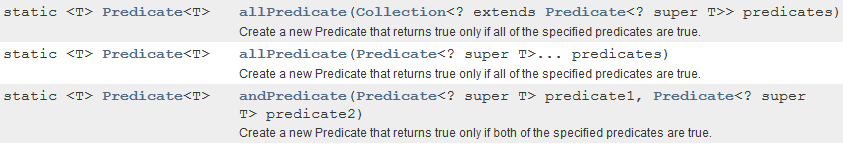 static <T> Predicate<T> allPredicate(Collection<? extends Predicate<? super T>> predicates)
Create a new Predicate that returns true only if all of the specified predicates are true.
static <T> Predicate<T> allPredicate(Predicate<? super T>... predicates)
Create a new Predicate that returns true only if all of the specified predicates are true.
static <T> Predicate<T> andPredicate(Predicate<? super T> predicate1, Predicate<? super
T> predicate2)
Create a new Predicate that returns true only if both of the specified predicates are true.